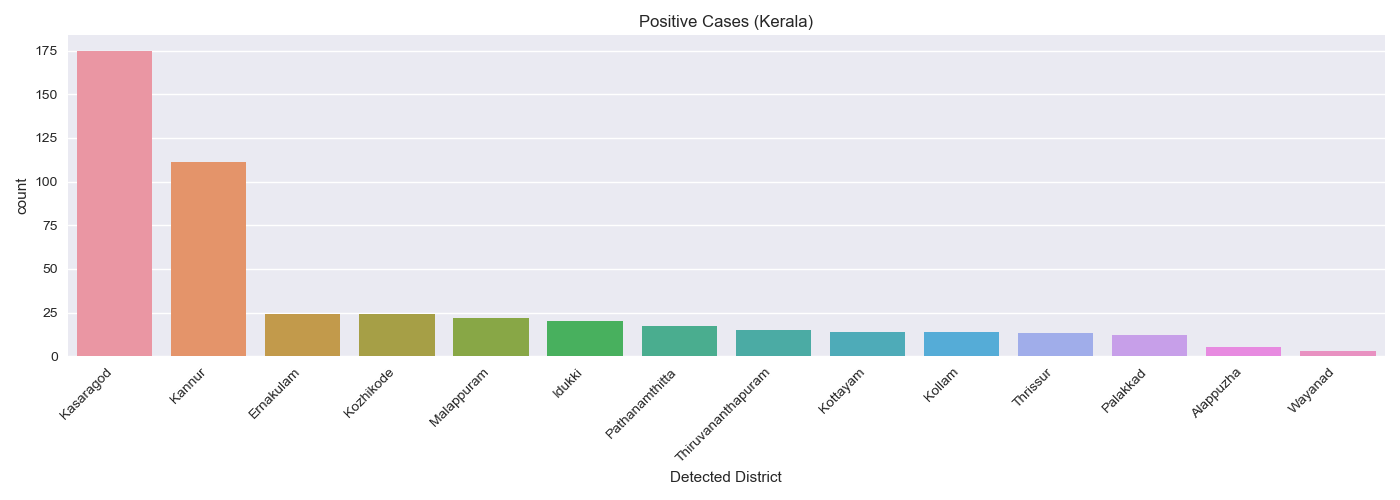 Positive Cases (Kerala)
175
150
125
100
75
50
25
0
count
Kasaragod
Kannur
Ernakulam
Kozhikode
Malappuram
Idukki
Pathanamthitta
Thiruvananthapuram
Kottayam
Kollam
Thrissur
Palakkad
Alappuzha
Wayanad
Detected District